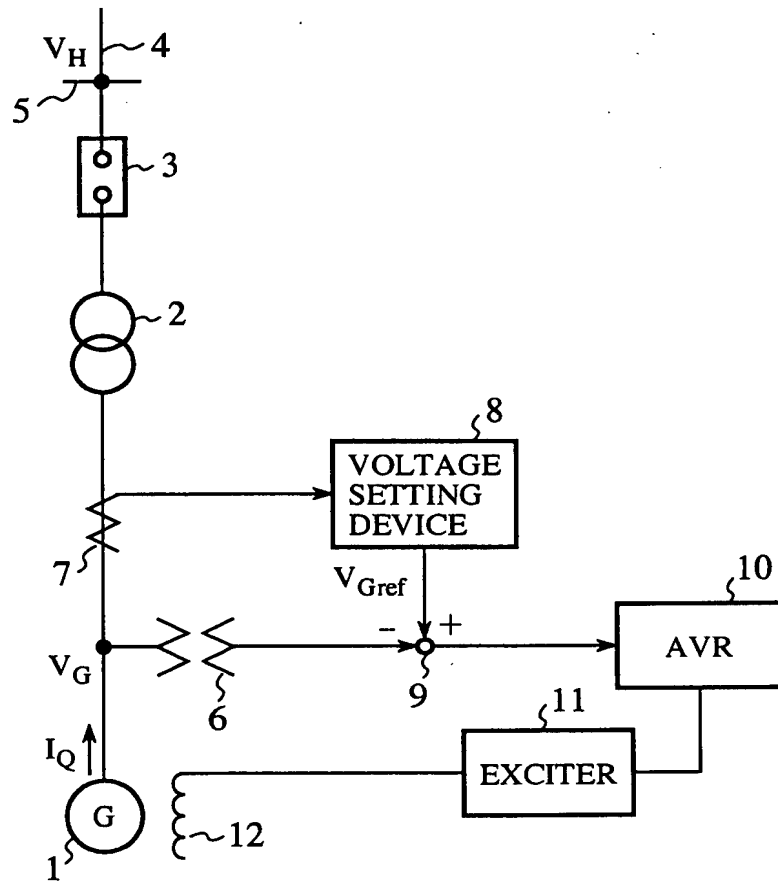 V_H
4
5
3
2
8
VOLTAGE
SETTING
DEVICE
7
V_Gref
10
− +
AVR
V_G
6
9
11
I_Q
EXCITER
G
12
1